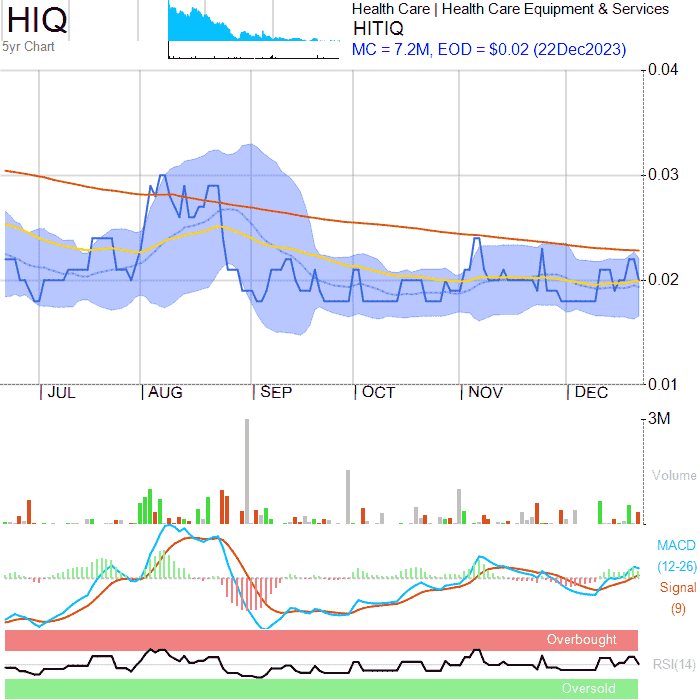 HIQ
5yr Chart
Health Care | Health Care Equipment & Services
HITIQ
MC = 7.2M, EOD = $0.02 (22Dec2023)
0.04
0.03
0.02
0.01
JUL AUG SEP OCT NOV DEC
3M
Volume
MACD
(12-26)
Signal
(9)
Overbought
RSI(14)
Oversold